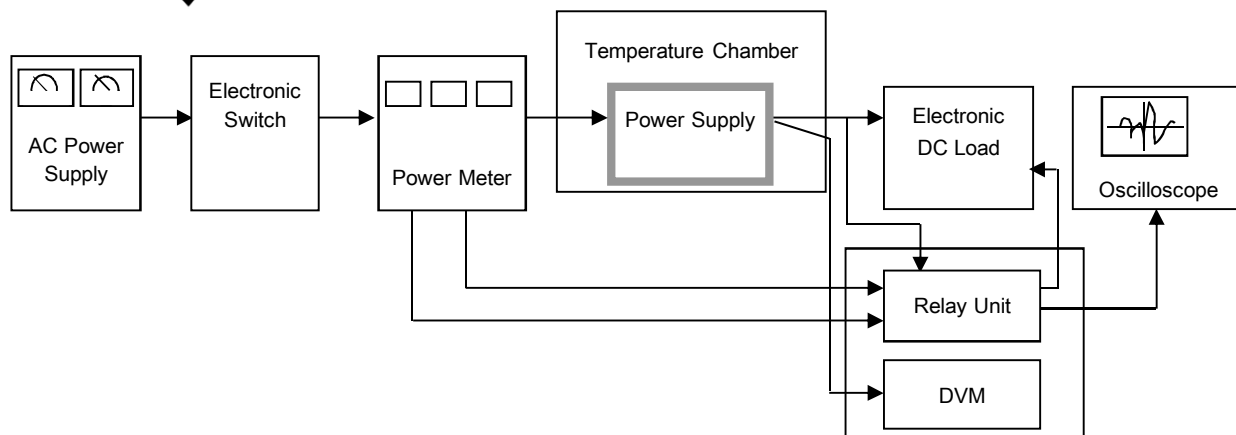 AC Power
Supply
Electronic
Switch
Power Meter
Temperature Chamber
Power Supply
Electronic
DC Load
Oscilloscope
Relay Unit
DVM